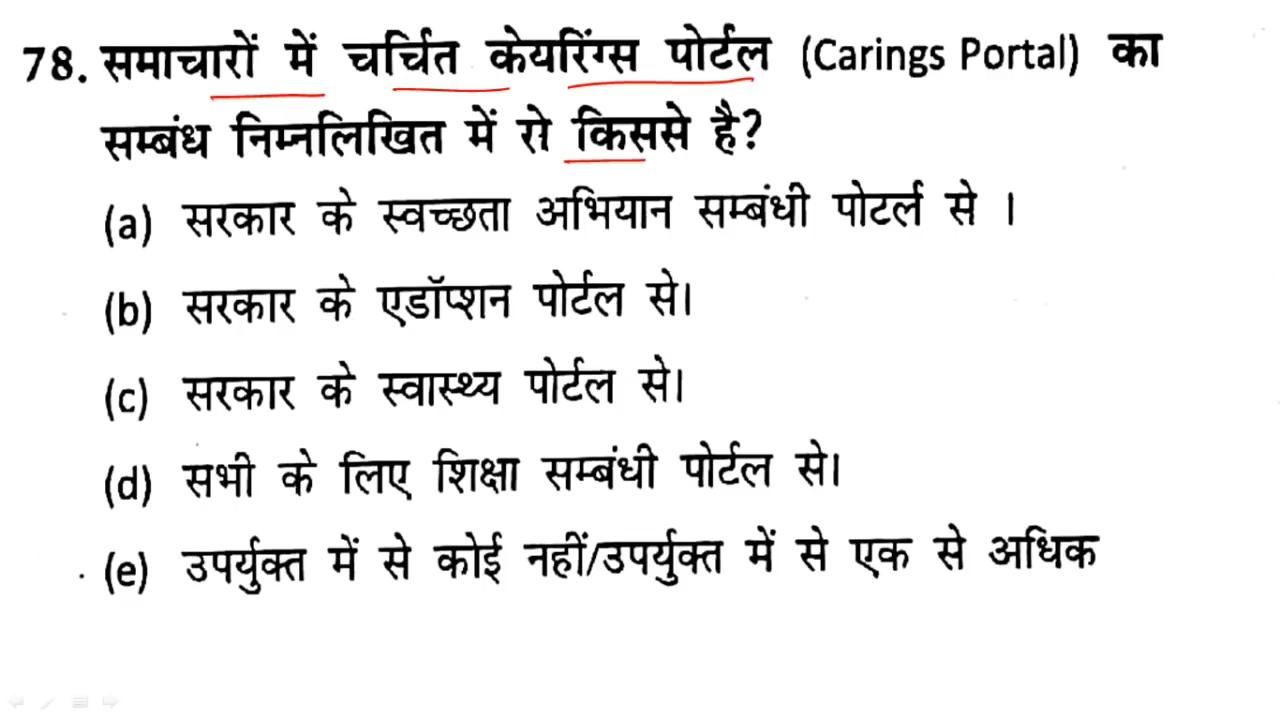 78. समाचारों में चर्चित केयरिंग्स पोर्टल (Carings Portal) का
सम्बंध निम्नलिखित में रो किससे है?
(a) सरकार के स्वच्छता अभियान सम्बंधी पोटर्ल से ।
(b) सरकार के एडॉप्शन पोर्टल से।
(c) सरकार के स्वास्थ्य पोर्टल से।
(d) सभी के लिए शिक्षा सम्बंधी पोर्टल से।
(e) उपर्युक्त में से कोई नहीं/उपर्युक्त में से एक से अधिक